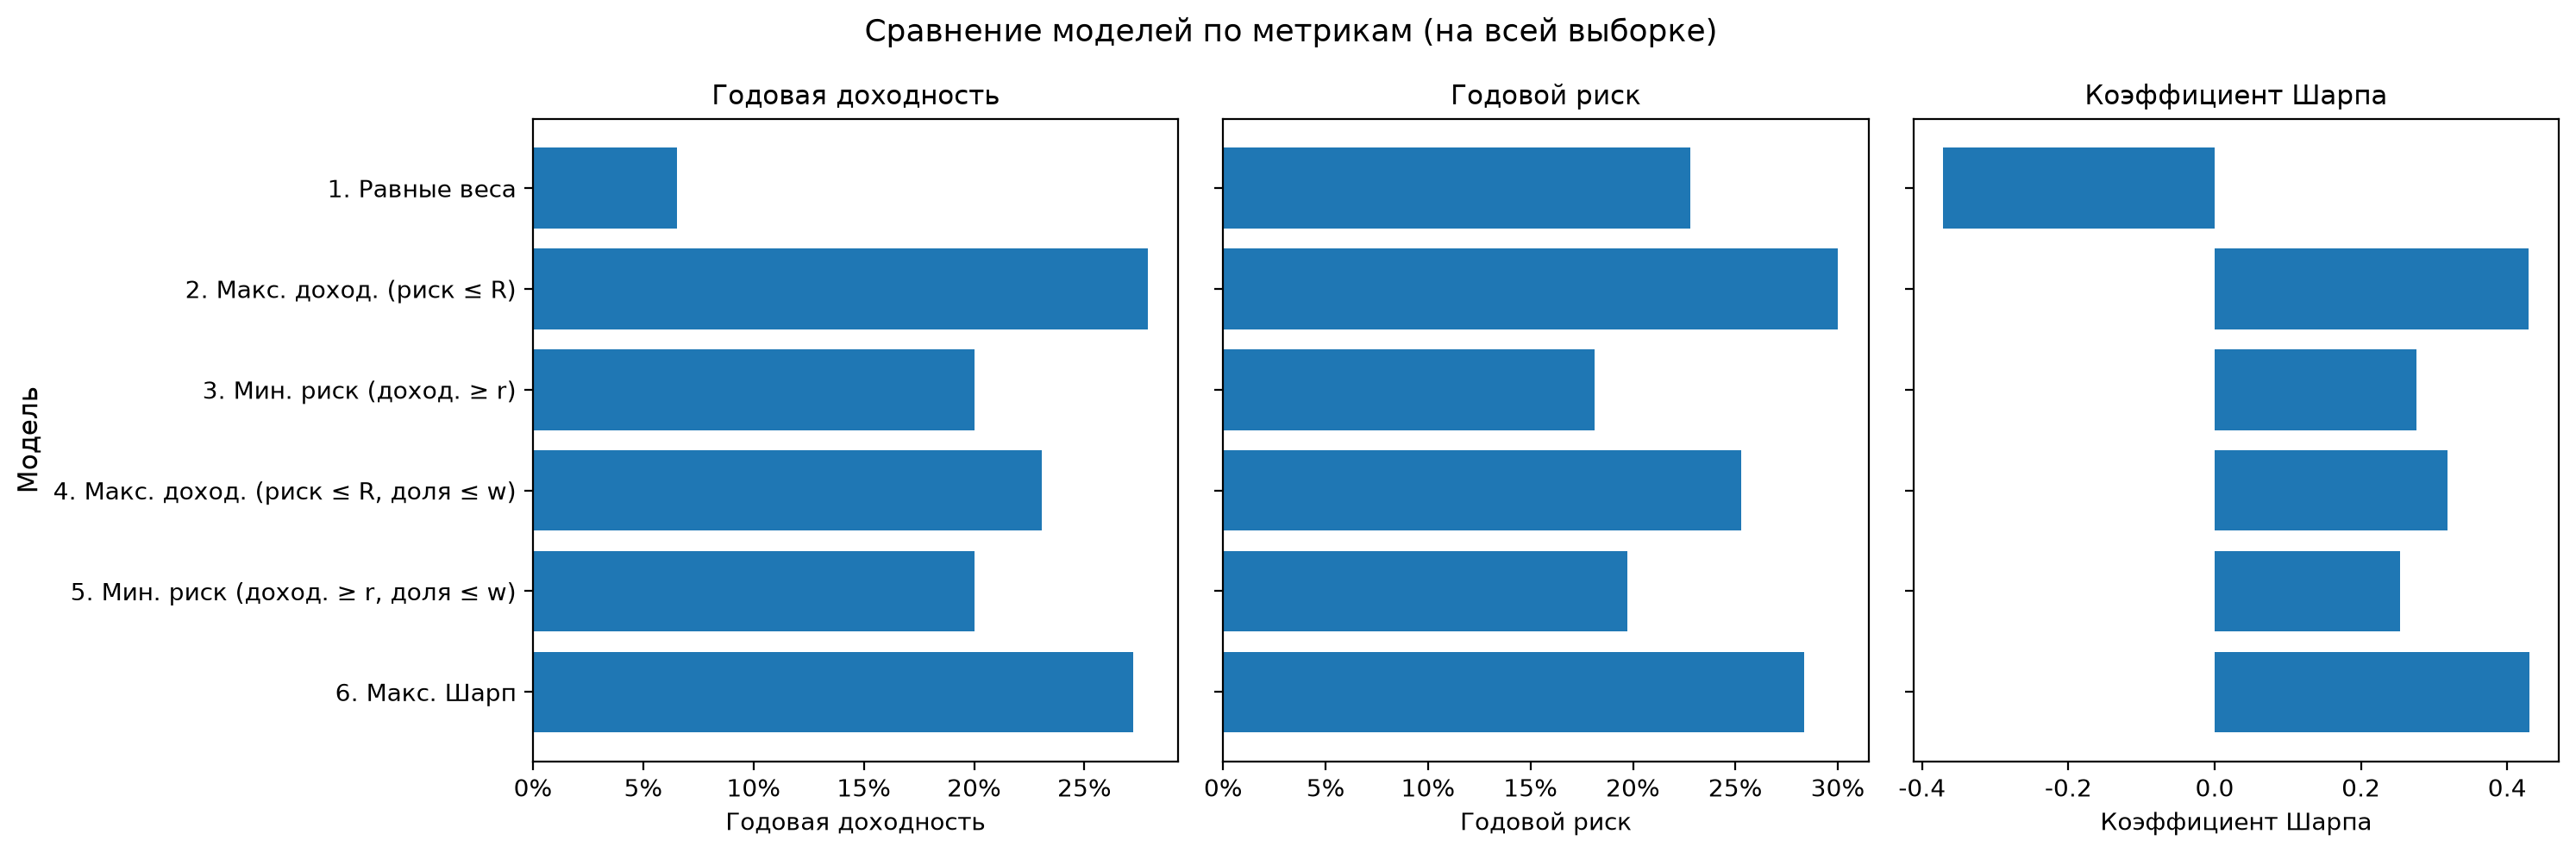 Сравнение моделей по метрикам (на всей выборке)
Годовая доходность
Годовой риск
Коэффициент Шарпа
Модель
1. Равные веса
2. Макс. доход. (риск ≤ R)
3. Мин. риск (доход. ≥ r)
4. Макс. доход. (риск ≤ R, доля ≤ w)
5. Мин. риск (доход. ≥ r, доля ≤ w)
6. Макс. Шарп
0% 5% 10% 15% 20% 25%
0% 5% 10% 15% 20% 25% 30%
-0.4 -0.2 0.0 0.2 0.4
Годовая доходность
Годовой риск
Коэффициент Шарпа